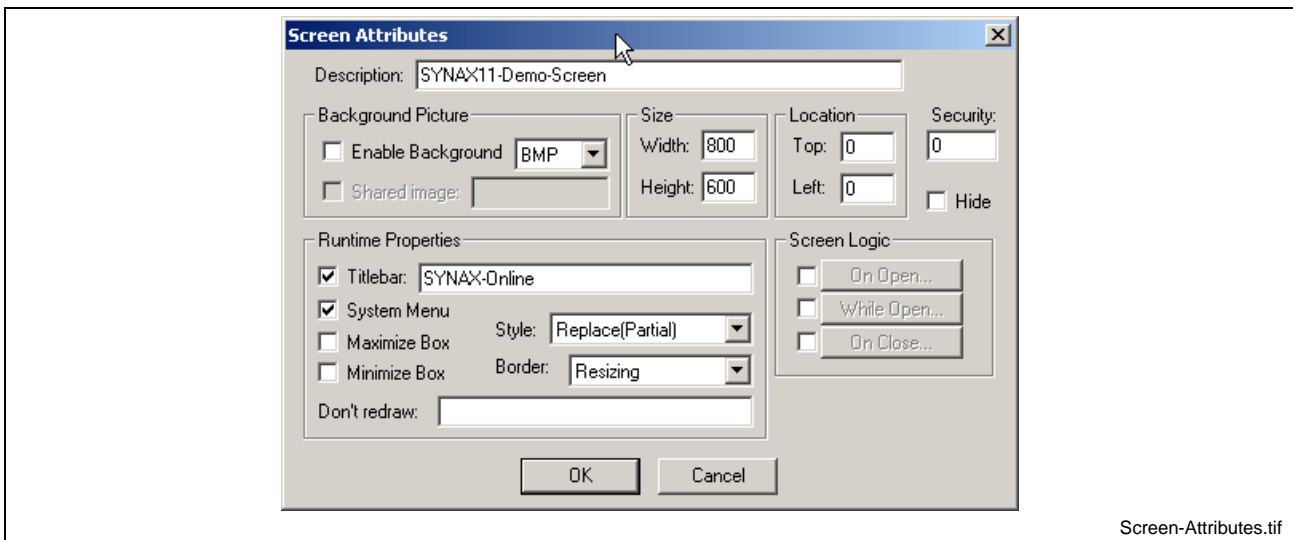 Screen Attributes
Description: SYNAX11-Demo-Screen
Background Picture
Enable Background BMP
Shared image:
Size
Width: 800
Height: 600
Location
Top: 0
Left: 0
Security:
0
Hide
Runtime Properties
Titlebar: SYNAX-Online
System Menu
Maximize Box
Minimize Box
Style: Replace(Partial)
Border: Resizing
Don't redraw:
Screen Logic
On Open...
While Open...
On Close...
OK Cancel
Screen-Attributes.tif